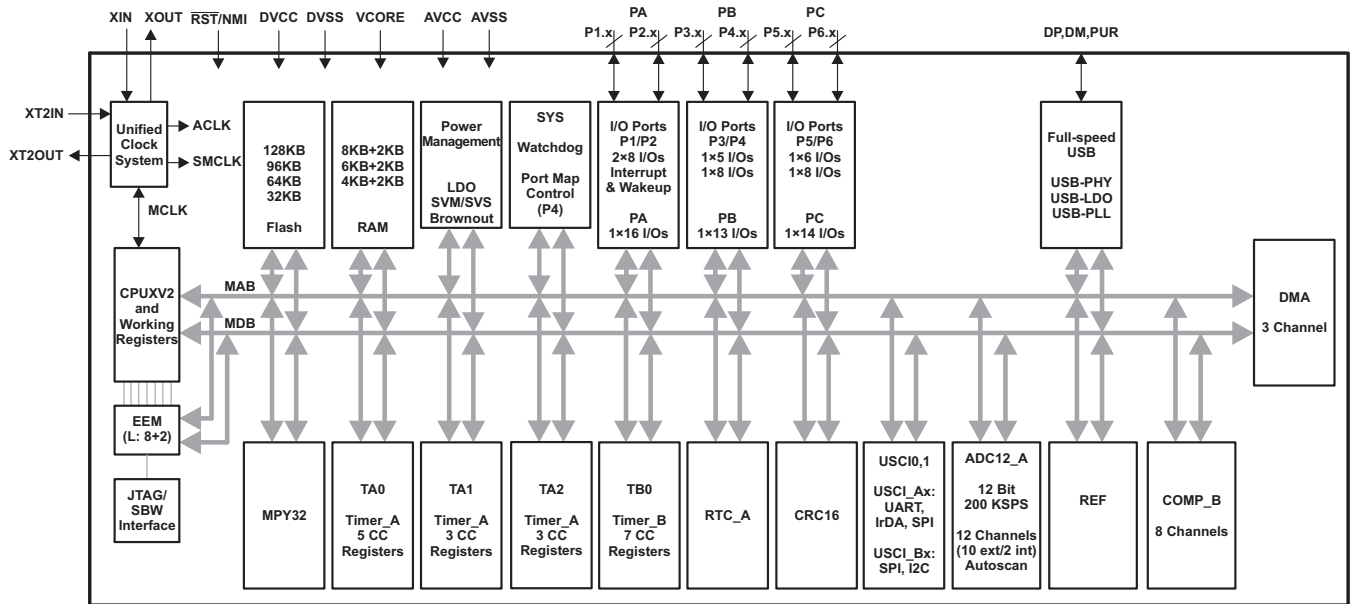 XIN
XOUT
RST/NMI
DVCC
DVSS
VCORE
AVCC
AVSS
PA
P1.x
P2.x
PB
P3.x
P4.x
PC
P5.x
P6.x
DP,DM,PUR
XT2IN
XT2OUT
Unified
Clock
System
ACLK
SMCLK
MCLK
128KB
96KB
64KB
32KB
Flash
8KB+2KB
6KB+2KB
4KB+2KB
RAM
Power
Management
LDO
SVM/SVS
Brownout
SYS
Watchdog
Port Map
Control
(P4)
I/O Ports
P1/P2
2×8 I/Os
Interrupt
& Wakeup
PA
1×16 I/Os
I/O Ports
P3/P4
1×5 I/Os
1×8 I/Os
PB
1×13 I/Os
I/O Ports
P5/P6
1×6 I/Os
1×8 I/Os
PC
1×14 I/Os
Full-speed
USB
USB-PHY
USB-LDO
USB-PLL
CPUXV2
and
Working
Registers
MAB
MDB
DMA
3 Channel
EEM
(L: 8+2)
JTAG/
SBW
Interface
MPY32
TA0
Timer_A
5 CC
Registers
TA1
Timer_A
3 CC
Registers
TA2
Timer_A
3 CC
Registers
TB0
Timer_B
7 CC
Registers
RTC_A
CRC16
USCI0,1
USCI_Ax:
UART,
IrDA, SPI
USCI_Bx:
SPI, I2C
ADC12_A
12 Bit
200 KSPS
12 Channels
(10 ext/2 int)
Autoscan
REF
COMP_B
8 Channels